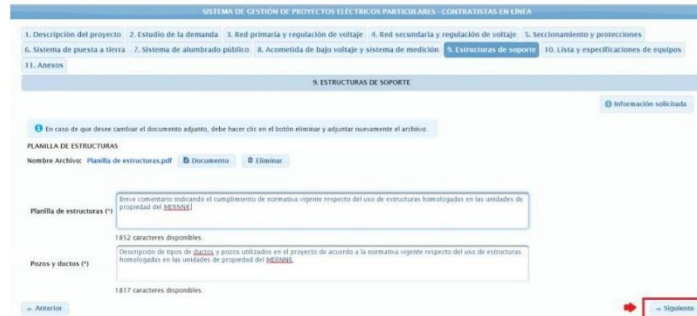 SISTEMA DE GESTIÓN DE PROYECTOS ELÉCTRICOS PARTICULARES - CONTRATISTAS EN LÍNEA
1. Descripción del proyecto 2. Estudio de la demanda 3. Red primaria y regulación de voltaje 4. Red secundaria y regulación de voltaje 5. Seccionamiento y protecciones
6. Sistema de puesta a tierra 7. Sistema de alumbrado público 8. Acometida de bajo voltaje y sistema de medición 9. Estructuras de soporte 10. Lista y especificaciones de equipos
11. Anexos
9. ESTRUCTURAS DE SOPORTE
Información solicitada
En caso de que desee cambiar el documento adjunto, debe hacer clic en el botón eliminar y adjuntar nuevamente el archivo.
PLANILLA DE ESTRUCTURAS
Nombre Archivo: Planilla de estructuras.pdf Documento Eliminar
Breve comentario indicando el cumplimiento de normativa vigente respecto del uso de estructuras homologadas en las unidades de
propiedad del MERNNR.
Planilla de estructuras (*)
1852 caracteres disponibles.
Descripción de tipos de ductos y pozos utilizados en el proyecto de acuerdo a la normativa vigente respecto del uso de estructuras
homologadas en las unidades de propiedad del MERNNR.
Pozos y ductos (*)
1817 caracteres disponibles.
Anterior Siguiente